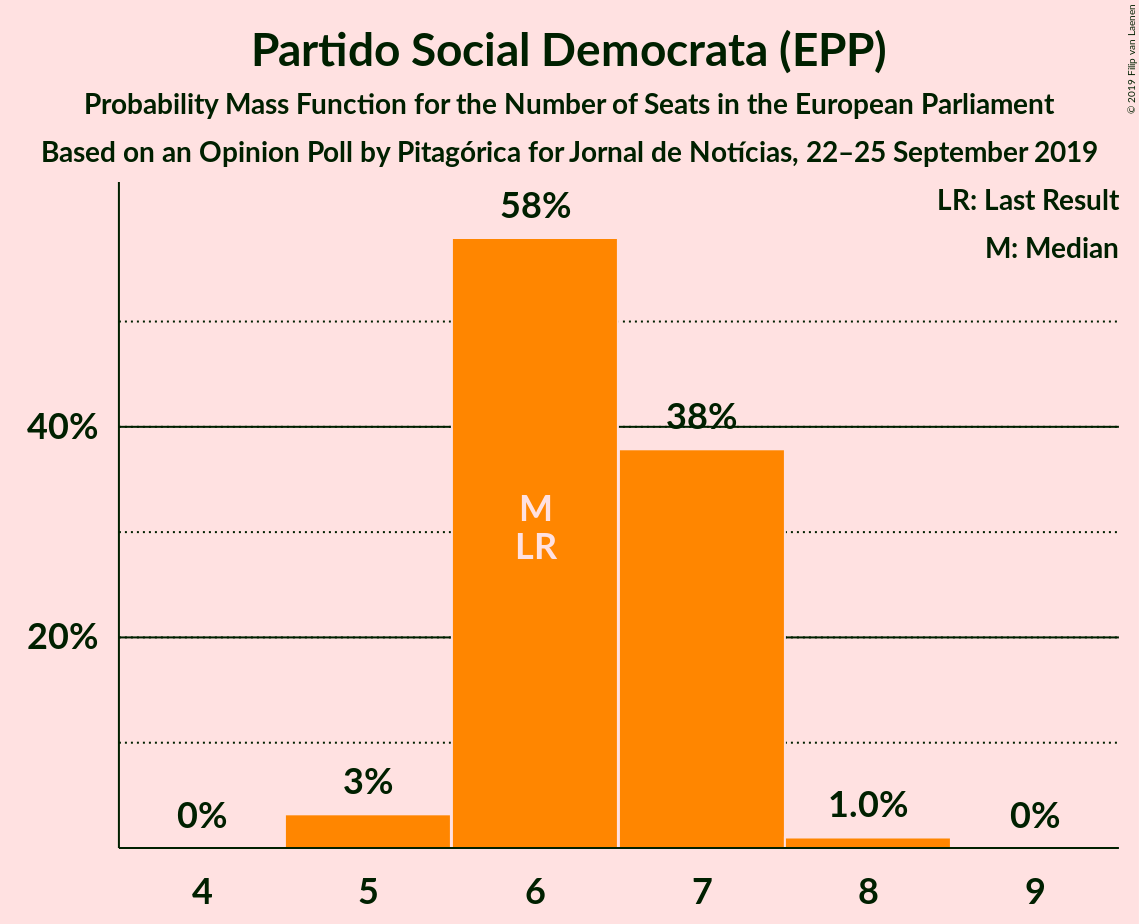 Partido Social Democrata (EPP)
Probability Mass Function for the Number of Seats in the European Parliament
Based on an Opinion Poll by Pitagórica for Jornal de Notícias, 22–25 September 2019
© 2019 Filip van Laenen
LR: Last Result
M: Median
58%
38%
40%
M
LR
20%
3%
1.0%
0%
0%
4
5
6
7
8
9